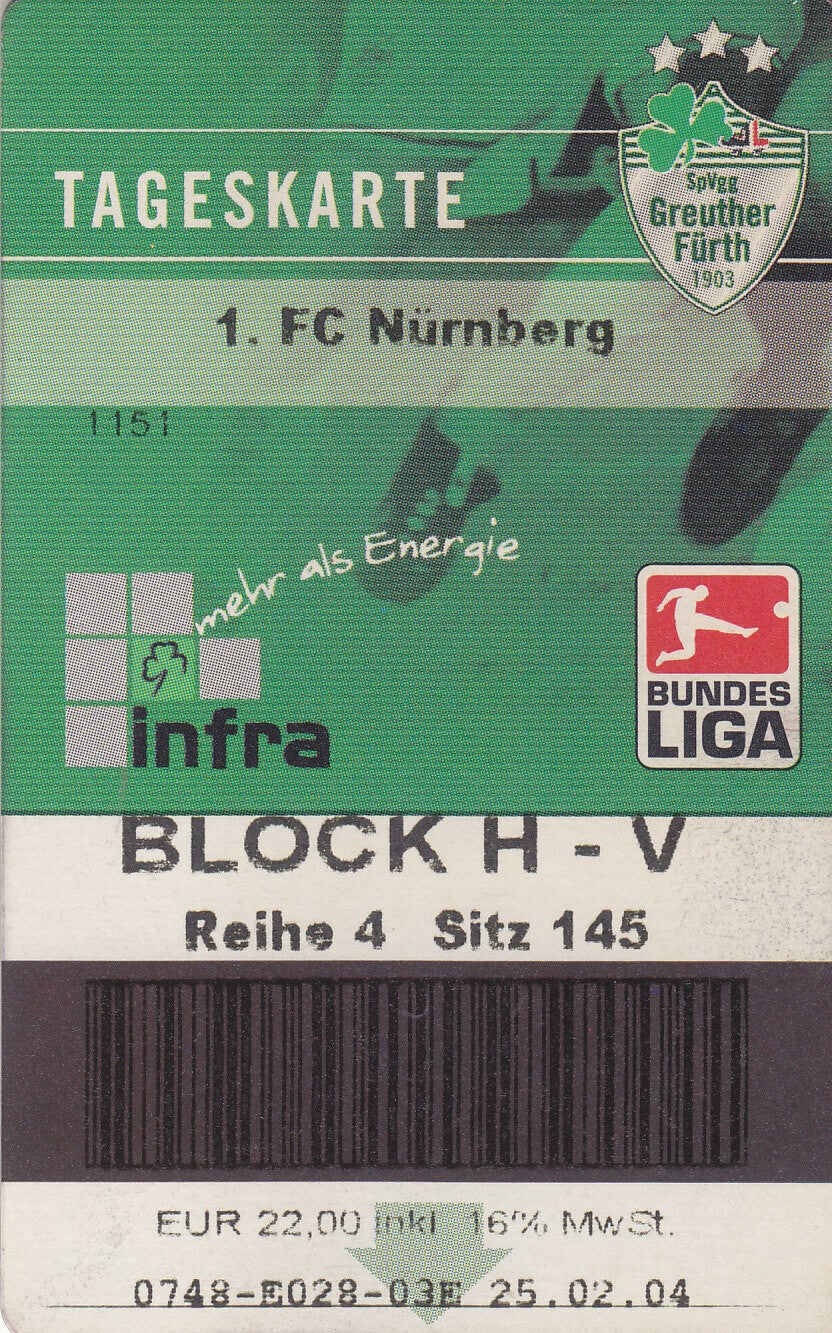 TAGESKARTE
SpVgg
Greuther
Fürth
1903
1. FC Nürnberg
1151
mehr als Energie
infra
BUNDES
LIGA
BLOCK H - V
Reihe 4 Sitz 145
EUR 22,00 inkl 16% MwSt.
0748-E028-03E 25.02.04